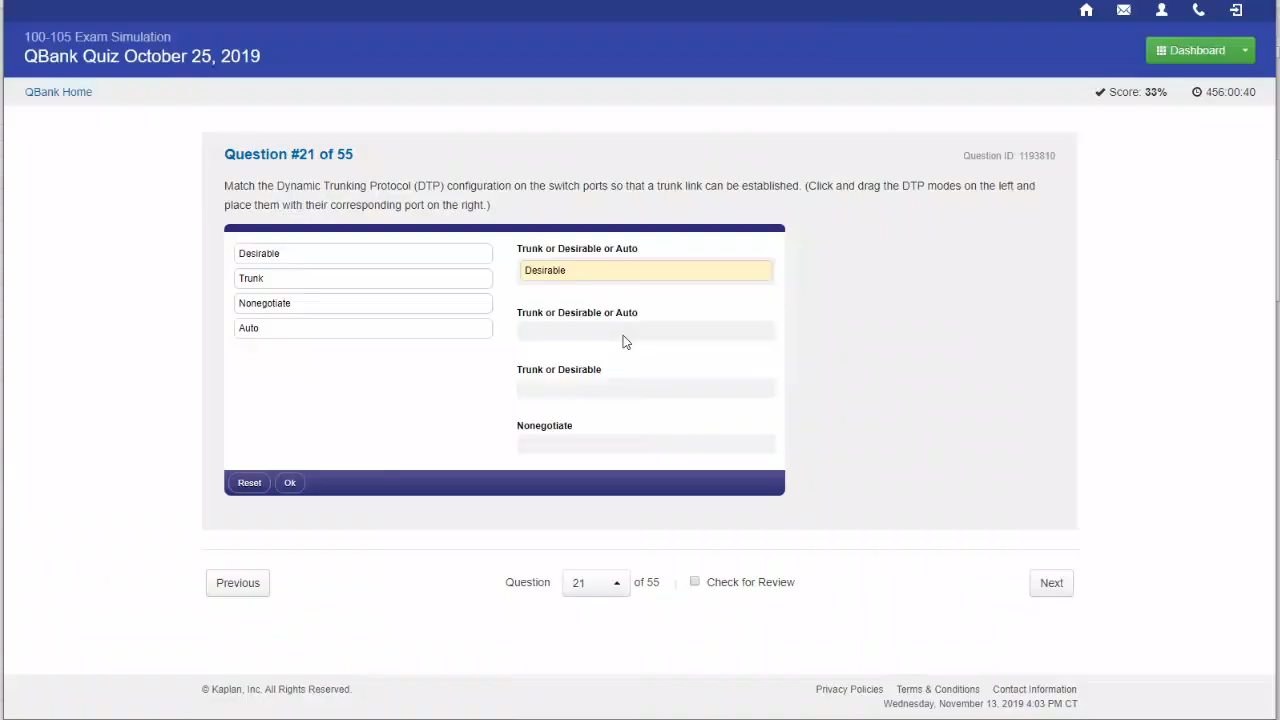 100-105 Exam Simulation
QBank Quiz October 25, 2019
Dashboard
QBank Home
Score: 33%
456:00:40
Question #21 of 55
Question ID: 1193810
Match the Dynamic Trunking Protocol (DTP) configuration on the switch ports so that a trunk link can be established. (Click and drag the DTP modes on the left and
place them with their corresponding port on the right.)
Desirable
Trunk
Nonegotiate
Auto
Trunk or Desirable or Auto
Desirable
Trunk or Desirable or Auto
Trunk or Desirable
Nonegotiate
Reset
Ok
Previous
Question
21
of 55
|
Check for Review
Next
© Kaplan, Inc. All Rights Reserved.
Privacy Policies
Terms & Conditions
Contact Information
Wednesday, November 13, 2019 4:03 PM CT